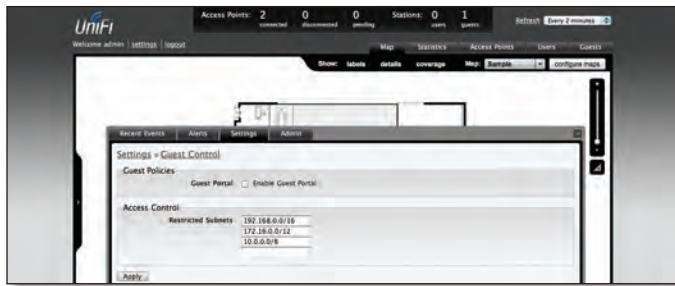 UniFi
Access Points: 2 connected 0 disconnected 0 pending Stations: 0 users 1 guests
Refresh Every 2 minutes
Welcome admin | settings | logout
Map Statistics Access Points Users Guests
Show: labels details coverage Map: Sample configure maps
Recent Events Alerts Settings Admin
Settings » Guest Control
Guest Policies
Guest Portal Enable Guest Portal
Access Control
Restricted Subnets 192.168.0.0/16
172.16.0.0/12
10.0.0.0/8
Apply